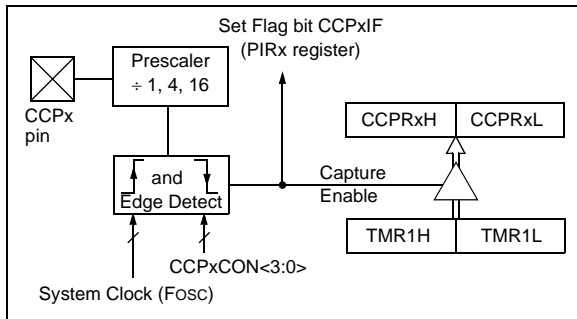 Set Flag bit CCPxIF
(PIRx register)
Prescaler
÷ 1, 4, 16
CCPx
pin
CCPRxH
CCPRxL
and
Edge Detect
Capture
Enable
TMR1H
TMR1L
CCPxCON<3:0>
System Clock (FOSC)